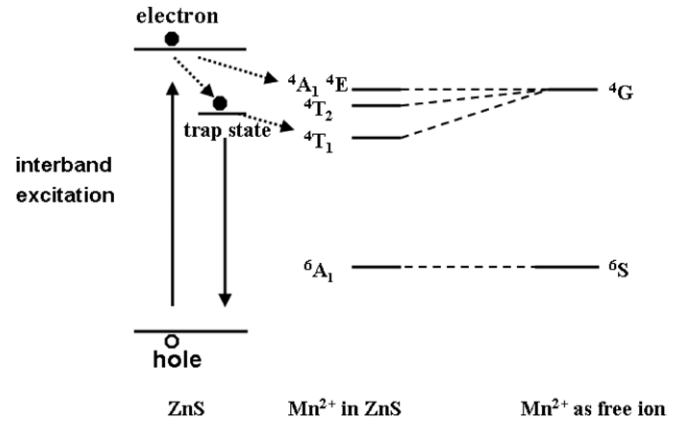 electron
⁴A₁ ⁴E
⁴G
⁴T₂
trap state
⁴T₁
interband
excitation
⁶A₁
⁶S
hole
ZnS
Mn²⁺ in ZnS
Mn²⁺ as free ion